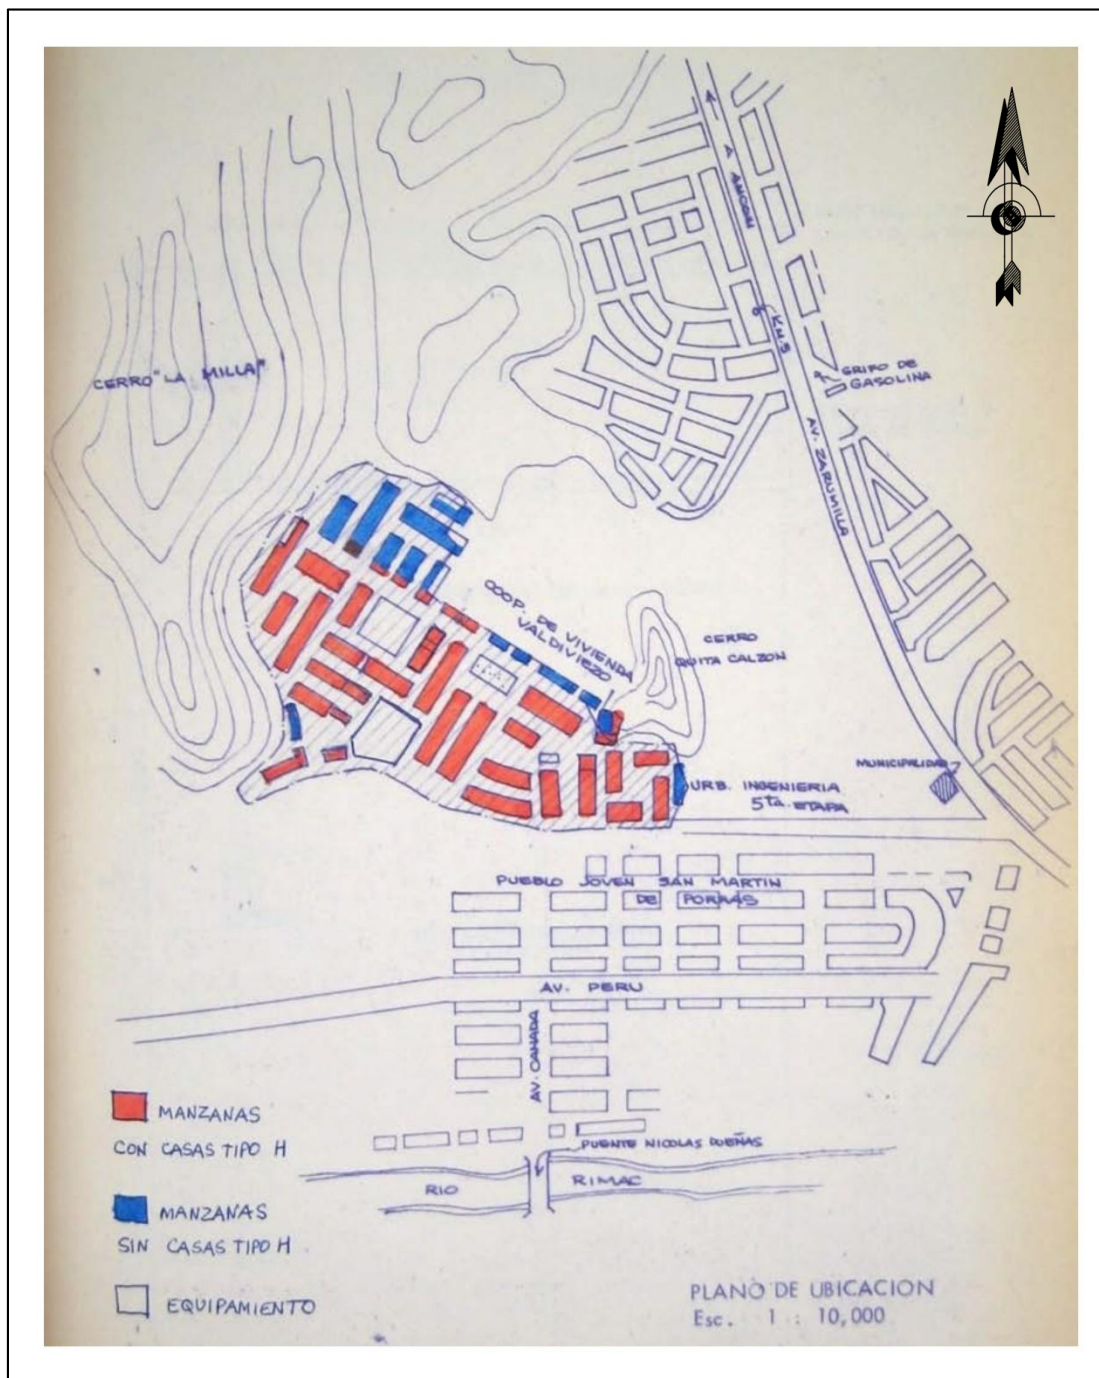 A ANCON
KM. 5
GRIFO DE
GASOLINA
CERRO "LA MILLA"
AV. ZARUMILLA
COOP. DE VIVIENDA
VALDIVIEZO
CERRO
QUITA CALZON
MUNICIPALIDAD
URB. INGENIERIA
5ta. ETAPA
PUEBLO JOVEN SAN MARTIN
DE PORRAS
AV. PERU
AV. CANADA
MANZANAS
CON CASAS TIPO H
PUENTE NICOLAS DUEÑAS
RIO RIMAC
MANZANAS
SIN CASAS TIPO H
EQUIPAMIENTO
PLANO DE UBICACION
Esc. 1 : 10,000